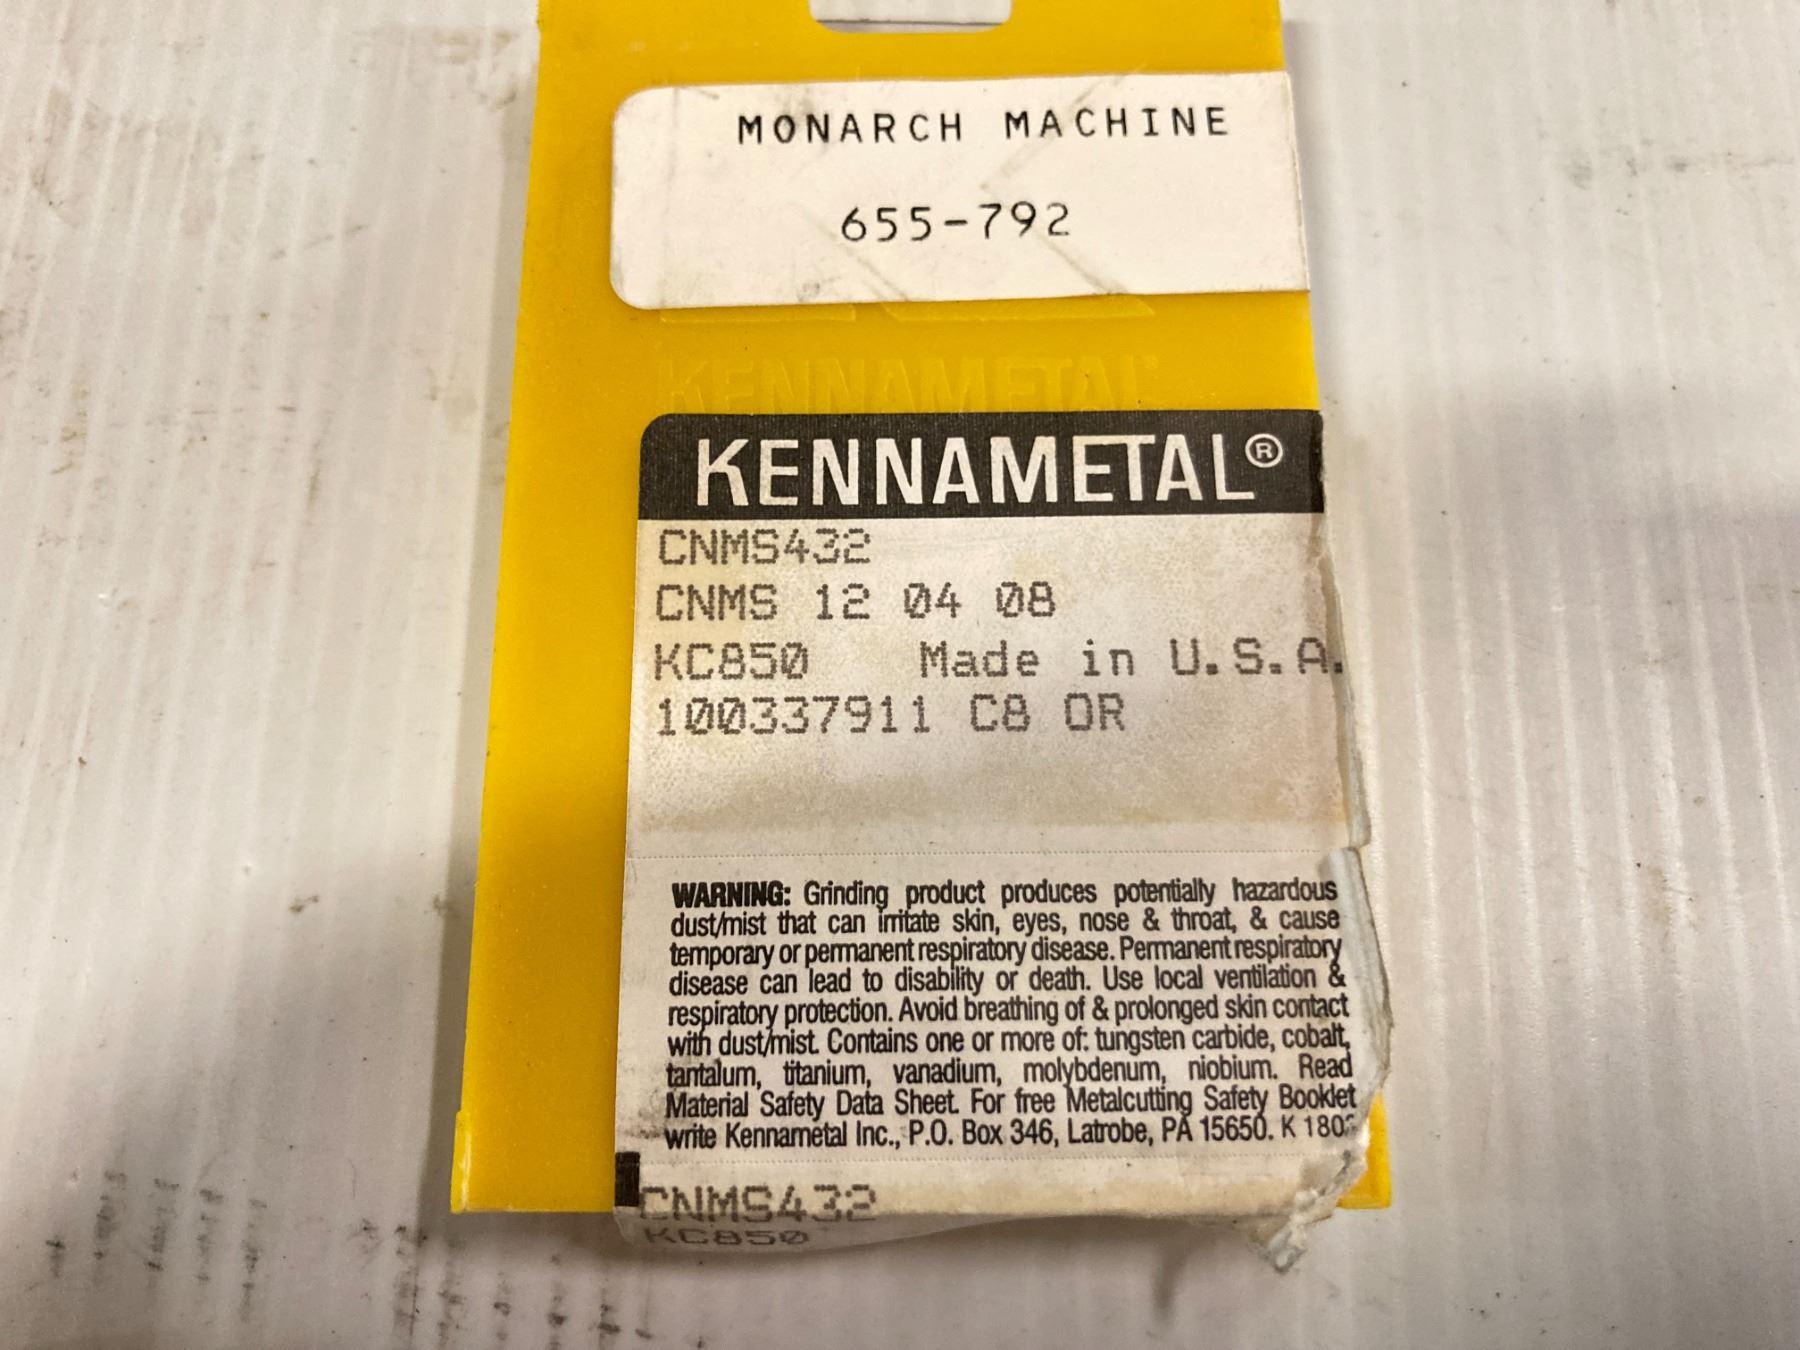 MONARCH MACHINE
655-792
KENNAMETAL
KENNAMETAL®
CNMS432
CNMS 12 04 08
KC850 Made in U.S.A.
100337911 C8 OR
WARNING: Grinding product produces potentially hazardous
dust/mist that can irritate skin, eyes, nose & throat, & cause
temporary or permanent respiratory disease. Permanent respiratory
disease can lead to disability or death. Use local ventilation &
respiratory protection. Avoid breathing of & prolonged skin contact
with dust/mist. Contains one or more of: tungsten carbide, cobalt,
tantalum, titanium, vanadium, molybdenum, niobium. Read
Material Safety Data Sheet. For free Metalcutting Safety Booklet
write Kennametal Inc., P.O. Box 346, Latrobe, PA 15650. K
CNMS432
KC850